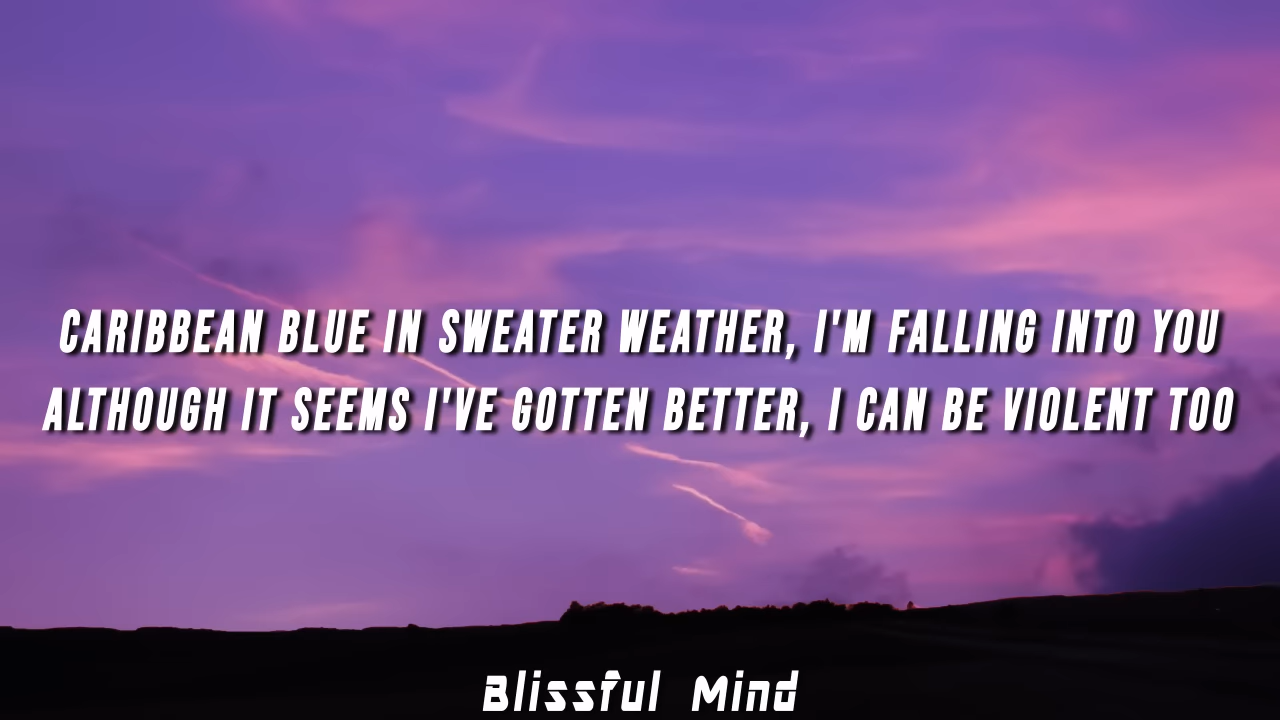 CARIBBEAN BLUE IN SWEATER WEATHER, I'M FALLING INTO YOU
ALTHOUGH IT SEEMS I'VE GOTTEN BETTER, I CAN BE VIOLENT TOO
Blissful Mind